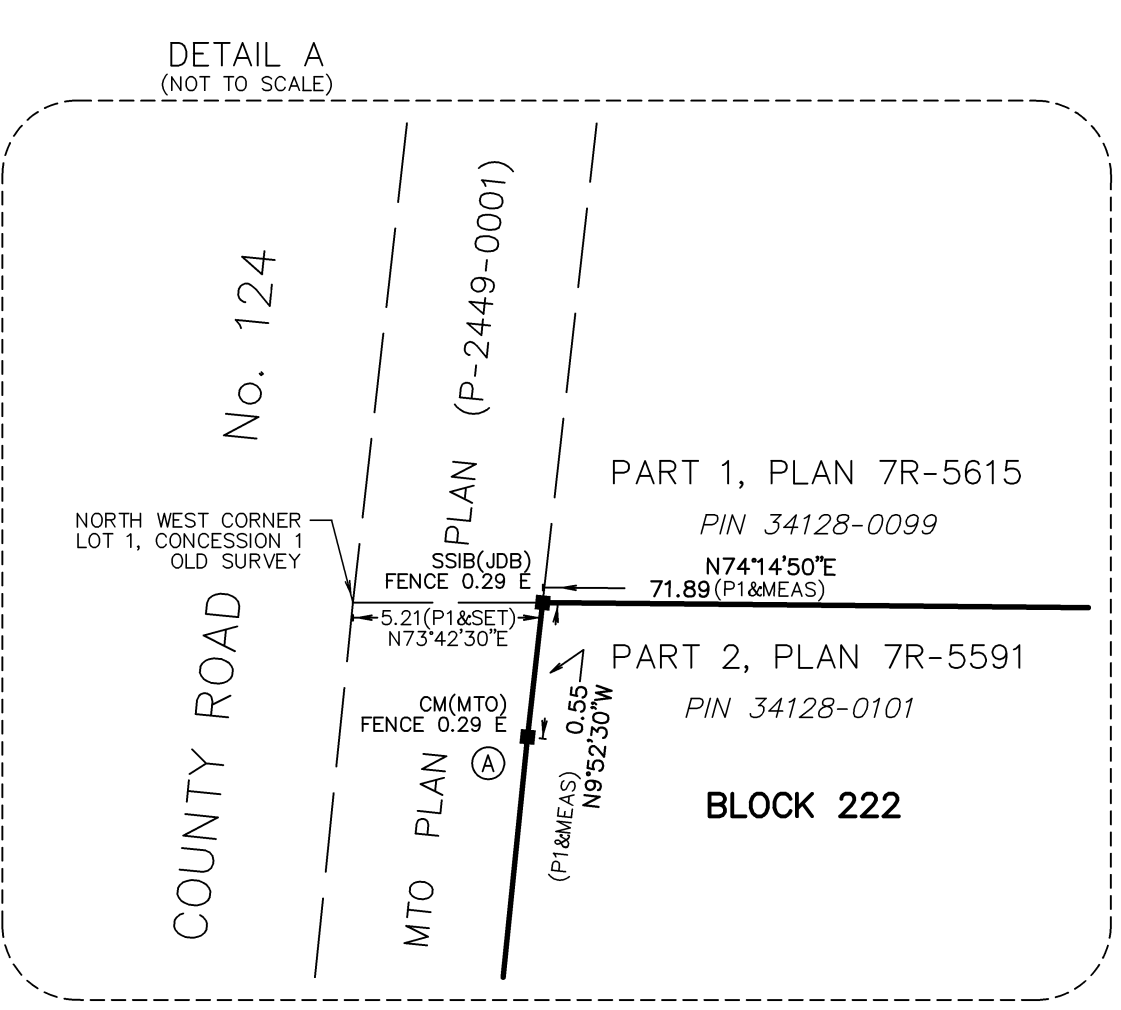 DETAIL A
(NOT TO SCALE)
COUNTY ROAD No. 124
MTO PLAN PLAN (P-2449-0001)
PART 1, PLAN 7R-5615
PIN 34128-0099
NORTH WEST CORNER
LOT 1, CONCESSION 1
OLD SURVEY
SSIB(JDB)
FENCE 0.29 E
N74°14'50"E
71.89(P1&MEAS)
5.21(P1&SET)
N73°42'30"E
PART 2, PLAN 7R-5591
PIN 34128-0101
CM(MTO)
FENCE 0.29 E
A
(P1&MEAS) 0.55
N9°52'30"W
BLOCK 222